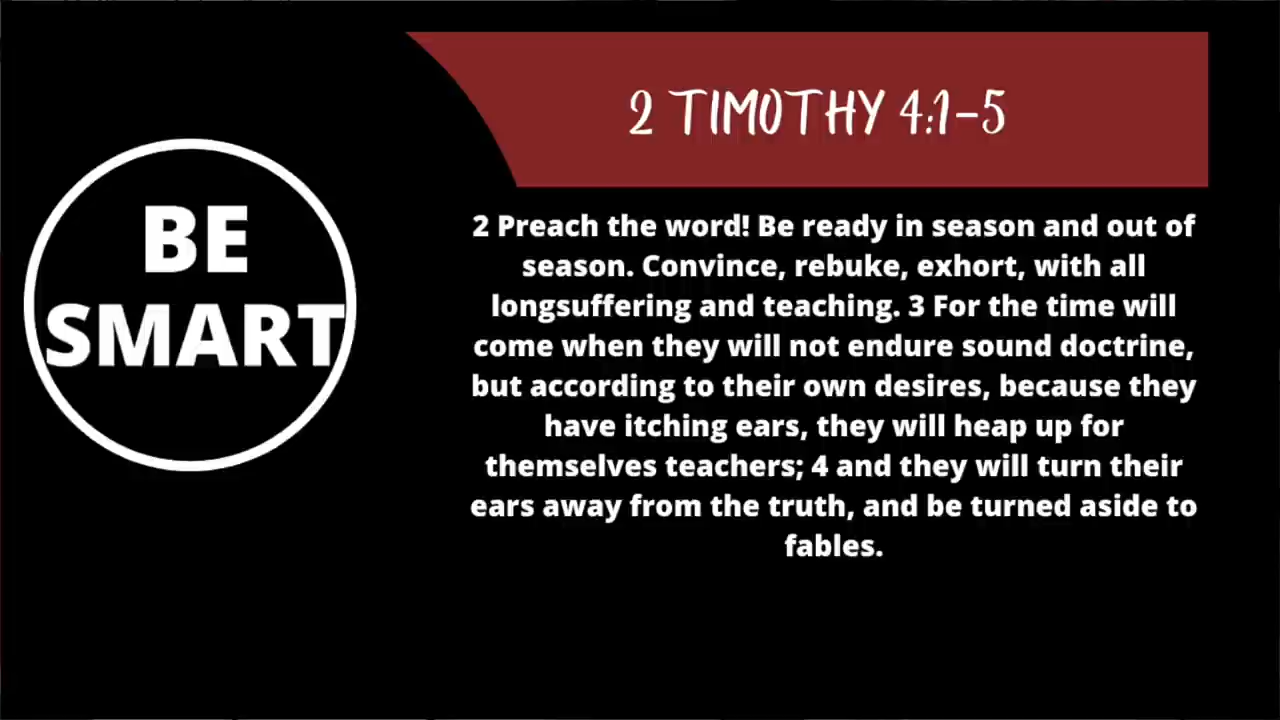 BE
SMART
2 TIMOTHY 4:1-5
2 Preach the word! Be ready in season and out of
season. Convince, rebuke, exhort, with all
longsuffering and teaching. 3 For the time will
come when they will not endure sound doctrine,
but according to their own desires, because they
have itching ears, they will heap up for
themselves teachers; 4 and they will turn their
ears away from the truth, and be turned aside to
fables.